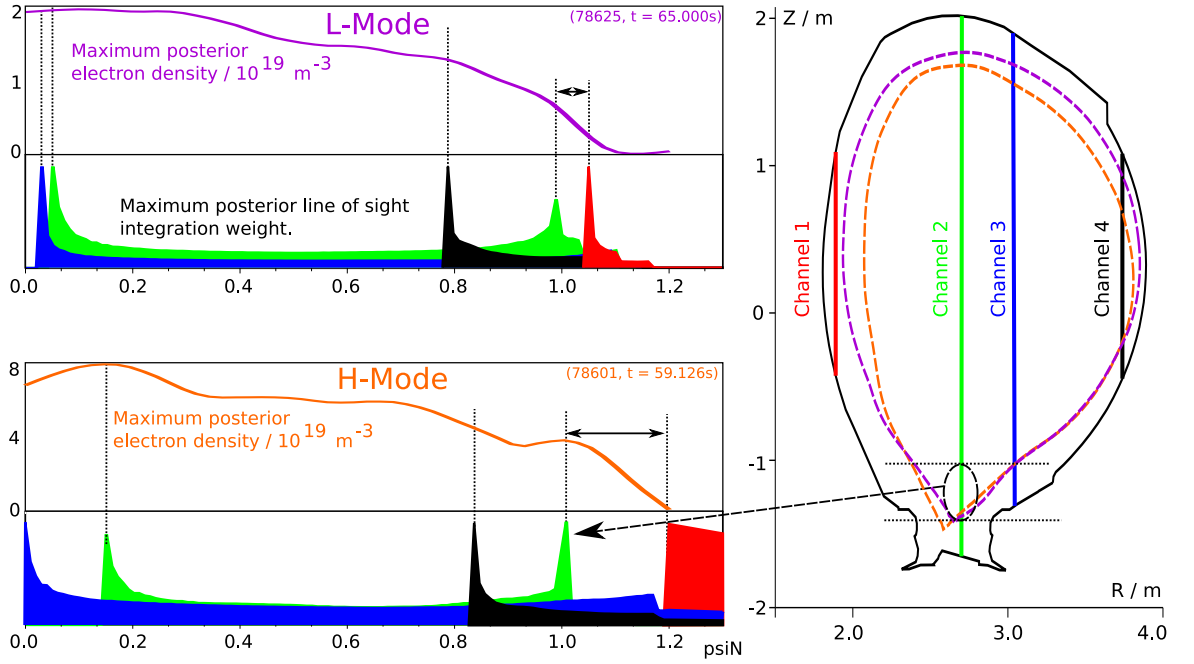 2
1
0
L-Mode
(78625, t = 65.000s)
Maximum posterior
electron density / 10^19 m^-3
Maximum posterior line of sight
integration weight.
0.0 0.2 0.4 0.6 0.8 1.0 1.2
8
4
0
H-Mode
(78601, t = 59.126s)
Maximum posterior
electron density / 10^19 m^-3
0.0 0.2 0.4 0.6 0.8 1.0 1.2
psiN
Z / m
2
1
0
-1
-2
Channel 1
Channel 2
Channel 3
Channel 4
R / m
2.0 3.0 4.0